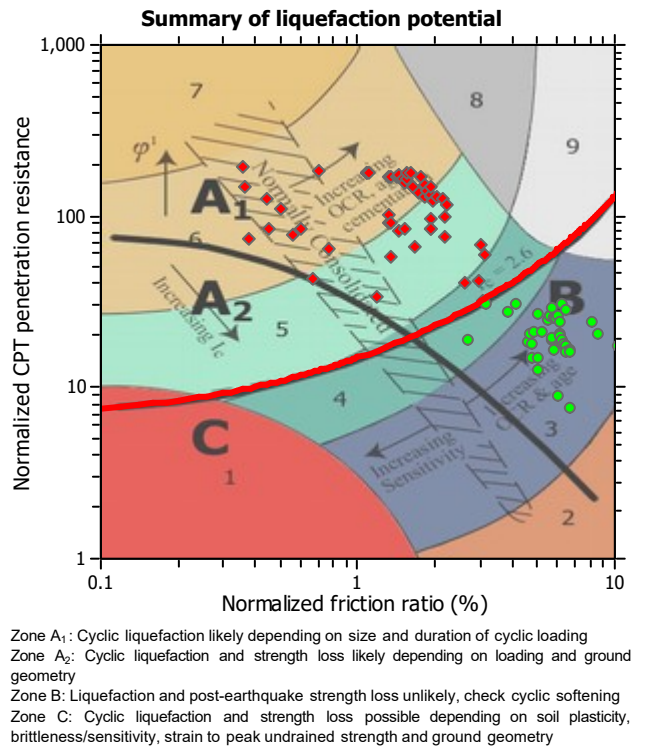 Summary of liquefaction potential
1,000
7
8
9
φ'
Increasing
OCR, age
cementation
Normally Consolidated
A1
100
6
Ic = 2.6
A2
B
Increasing Ic
5
Normalized CPT penetration resistance
10
4
Increasing
OCR & age
3
C
1
Increasing
Sensitivity
2
1
0.1
1
10
Normalized friction ratio (%)
Zone A1: Cyclic liquefaction likely depending on size and duration of cyclic loading
Zone A2: Cyclic liquefaction and strength loss likely depending on loading and ground
geometry
Zone B: Liquefaction and post-earthquake strength loss unlikely, check cyclic softening
Zone C: Cyclic liquefaction and strength loss possible depending on soil plasticity,
brittleness/sensitivity, strain to peak undrained strength and ground geometry